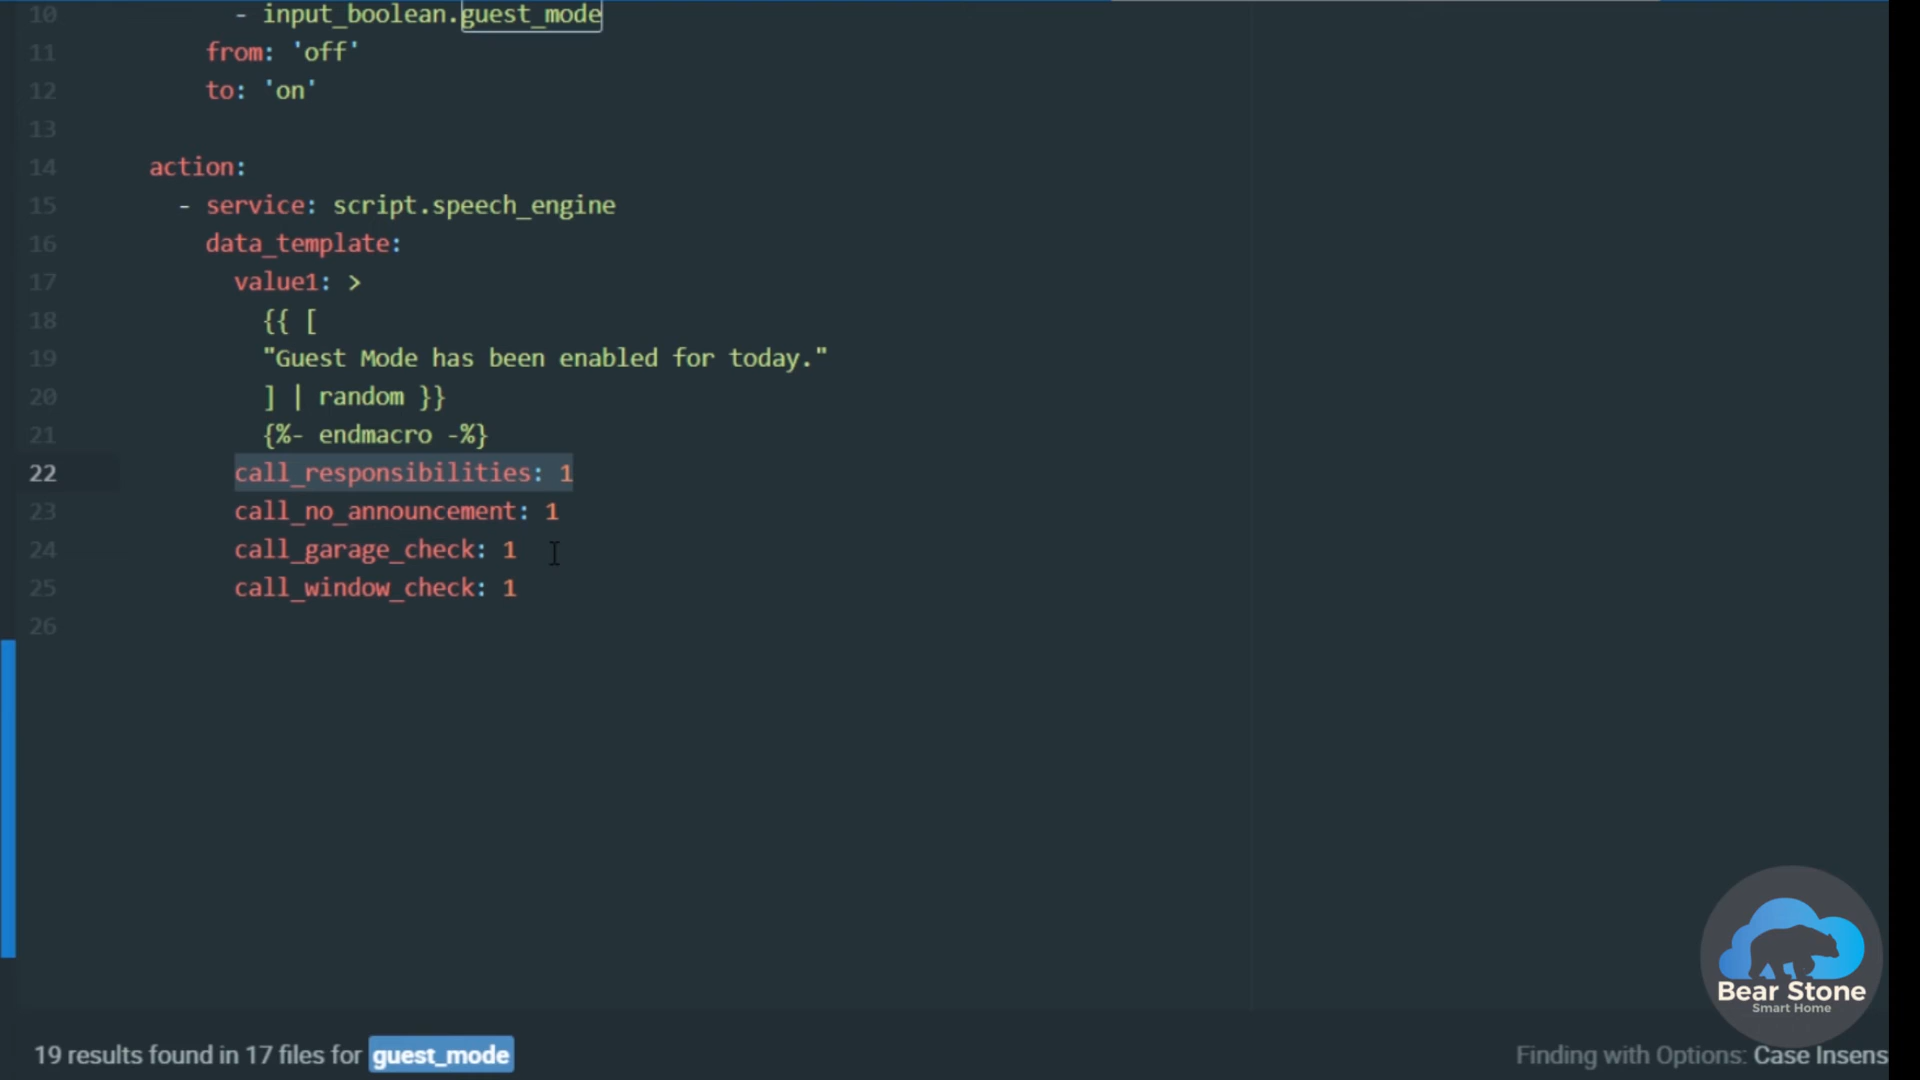 10 - input_boolean.guest_mode
11 from: 'off'
12 to: 'on'
13
14 action:
15 - service: script.speech_engine
16 data_template:
17 value1: >
18 {{ [
19 "Guest Mode has been enabled for today."
20 ] | random }}
21 {%- endmacro -%}
22 call_responsibilities: 1
23 call_no_announcement: 1
24 call_garage_check: 1
25 call_window_check: 1
26
Bear Stone
Smart Home
19 results found in 17 files for guest_mode
Finding with Options: Case Insens